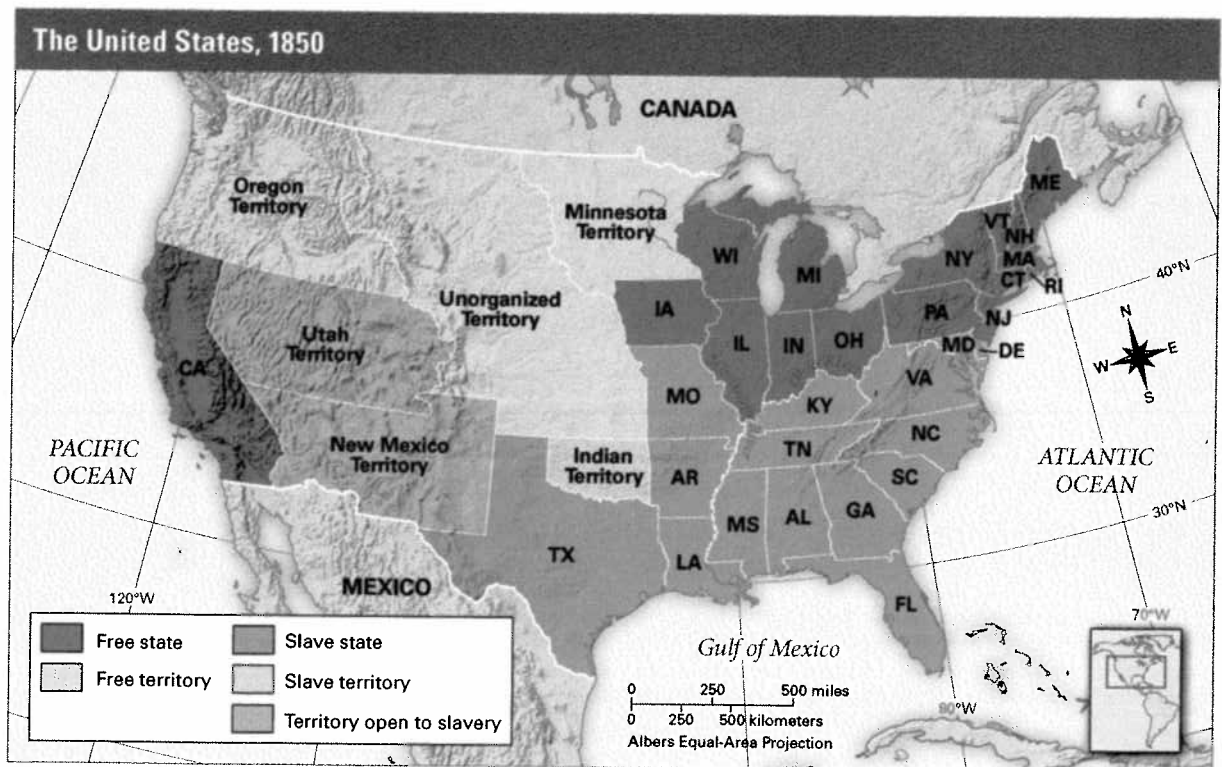 The United States, 1850
CANADA
Oregon
Territory
Minnesota
Territory
ME
VT
NH
WI
NY
MA
MI
CT
RI
40°N
Unorganized
Territory
IA
PA
NJ
N
Utah
Territory
IL
IN
OH
MD
DE
W
E
CA
VA
S
MO
KY
New Mexico
Territory
NC
TN
PACIFIC
OCEAN
Indian
Territory
AR
SC
ATLANTIC
OCEAN
MS
AL
GA
30°N
TX
LA
MEXICO
FL
120°W
70°W
Free state
Slave state
Free territory
Slave territory
Territory open to slavery
Gulf of Mexico
0 250 500 miles
0 250 500 kilometers
Albers Equal-Area Projection
80°W